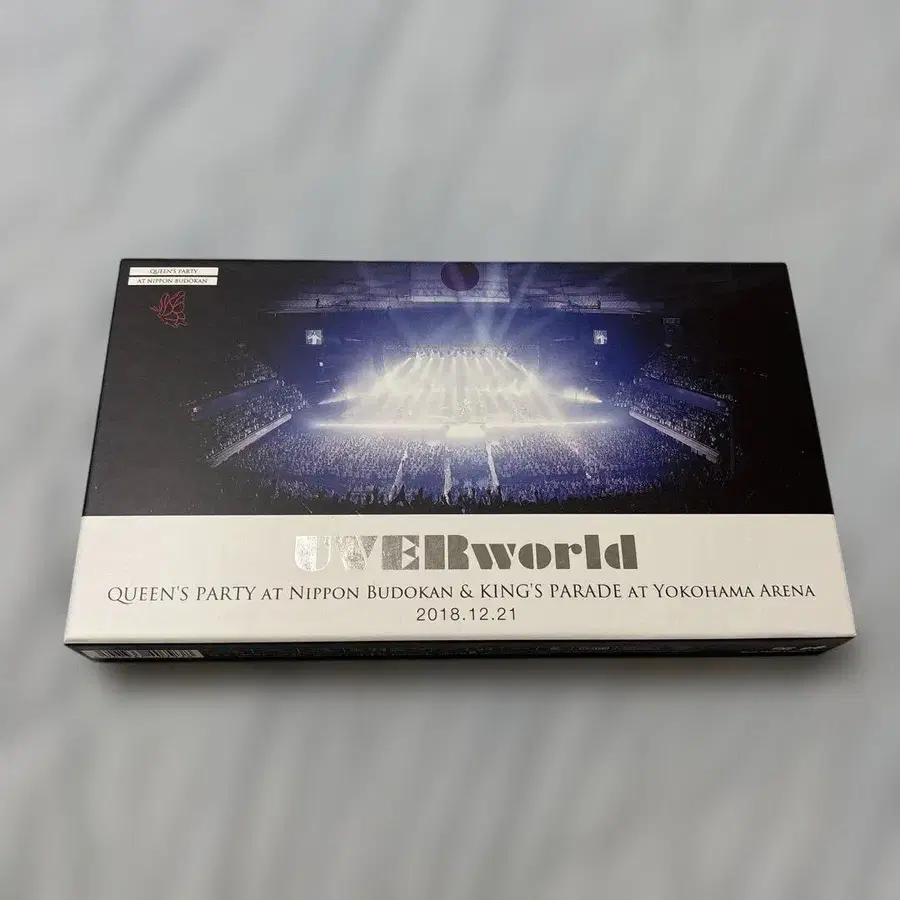 QUEEN'S PARTY
AT NIPPON BUDOKAN
UVERworld
QUEEN'S PARTY AT NIPPON BUDOKAN & KING'S PARADE AT YOKOHAMA ARENA
2018.12.21